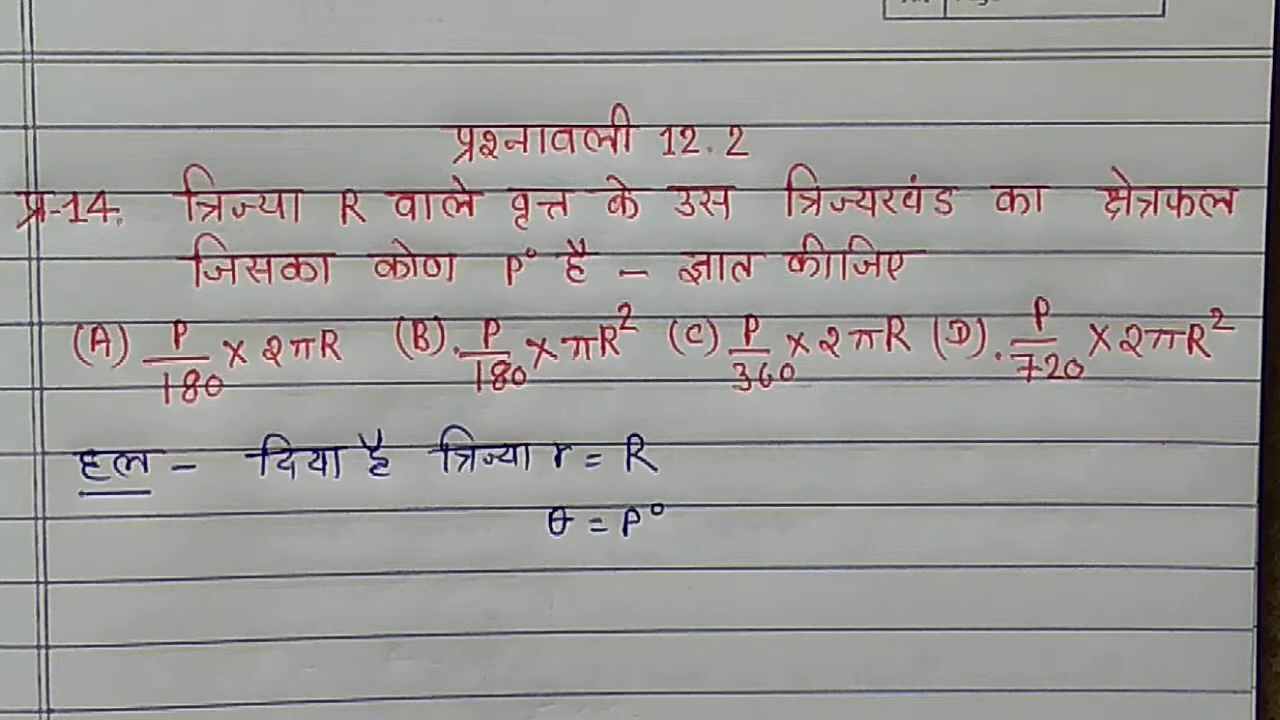 प्रश्नावली 12.2
प्र-14. त्रिज्या R वाले वृत्त के उस त्रिज्यखंड का क्षेत्रफल
जिसका कोण P° है - ज्ञात कीजिए
(A) P/180 × 2πR (B). P/180 × πR² (C) P/360 × 2πR (D). P/720 × 2πR²
हल - दिया है त्रिज्या r = R
θ = P°